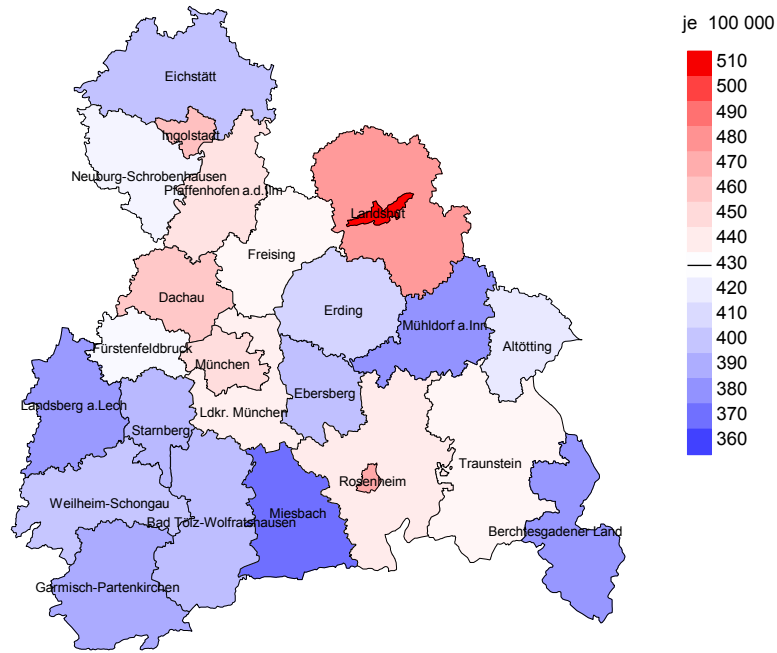 je 100 000
510
500
490
480
470
460
450
440
430
420
410
400
390
380
370
360
Eichstätt
Ingolstadt
Neuburg-Schrobenhausen
Pfaffenhofen a.d.Ilm
Landshut
Freising
Dachau
Erding
Mühldorf a.Inn
Altötting
Fürstenfeldbruck
München
Landsberg a.Lech
Starnberg
Ldkr. München
Ebersberg
Traunstein
Rosenheim
Weilheim-Schongau
Bad Tölz-Wolfratshausen
Miesbach
Berchtesgadener Land
Garmisch-Partenkirchen